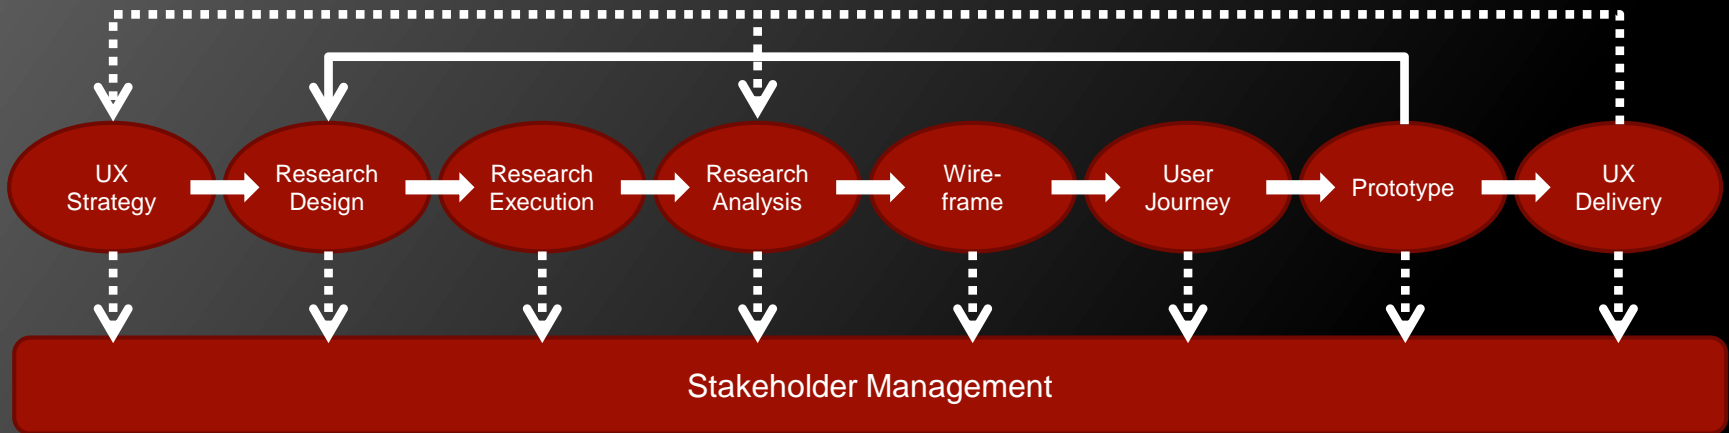 UX
Strategy
Research
Design
Research
Execution
Research
Analysis
Wire-
frame
User
Journey
Prototype
UX
Delivery
Stakeholder Management